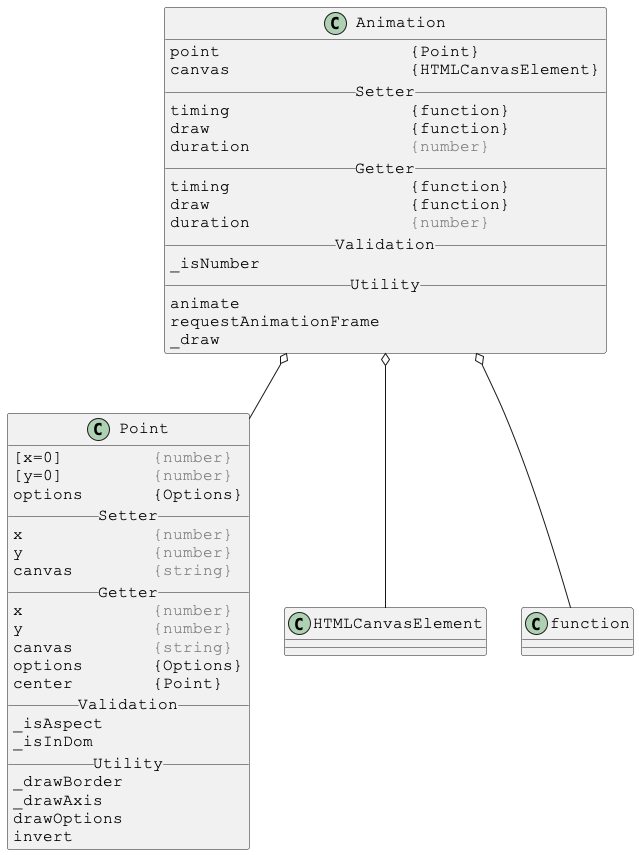 C Animation
point {Point}
canvas {HTMLCanvasElement}
Setter
timing {function}
draw {function}
duration {number}
Getter
timing {function}
draw {function}
duration {number}
Validation
_isNumber
Utility
animate
requestAnimationFrame
_draw
C Point
[x=0] {number}
[y=0] {number}
options {Options}
Setter
x {number}
y {number}
canvas {string}
Getter
x {number}
y {number}
canvas {string}
options {Options}
center {Point}
Validation
_isAspect
_isInDom
Utility
_drawBorder
_drawAxis
drawOptions
invert
C HTMLCanvasElement
C function